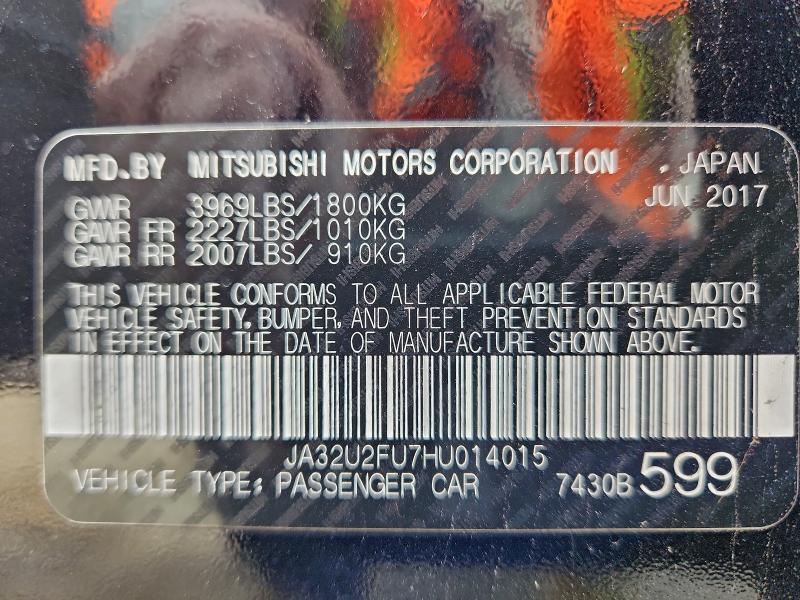 MFD.BY MITSUBISHI MOTORS CORPORATION , JAPAN
GWR 3969LBS/1800KG JUN 2017
GAWR FR 2227LBS/1010KG
GAWR RR 2007LBS/ 910KG
THIS VEHICLE CONFORMS TO ALL APPLICABLE FEDERAL MOTOR
VEHICLE SAFETY, BUMPER, AND THEFT PREVENTION STANDARDS
IN EFFECT ON THE DATE OF MANUFACTURE SHOWN ABOVE.
JA32U2FU7HU014015
VEHICLE TYPE: PASSENGER CAR 7430B 599